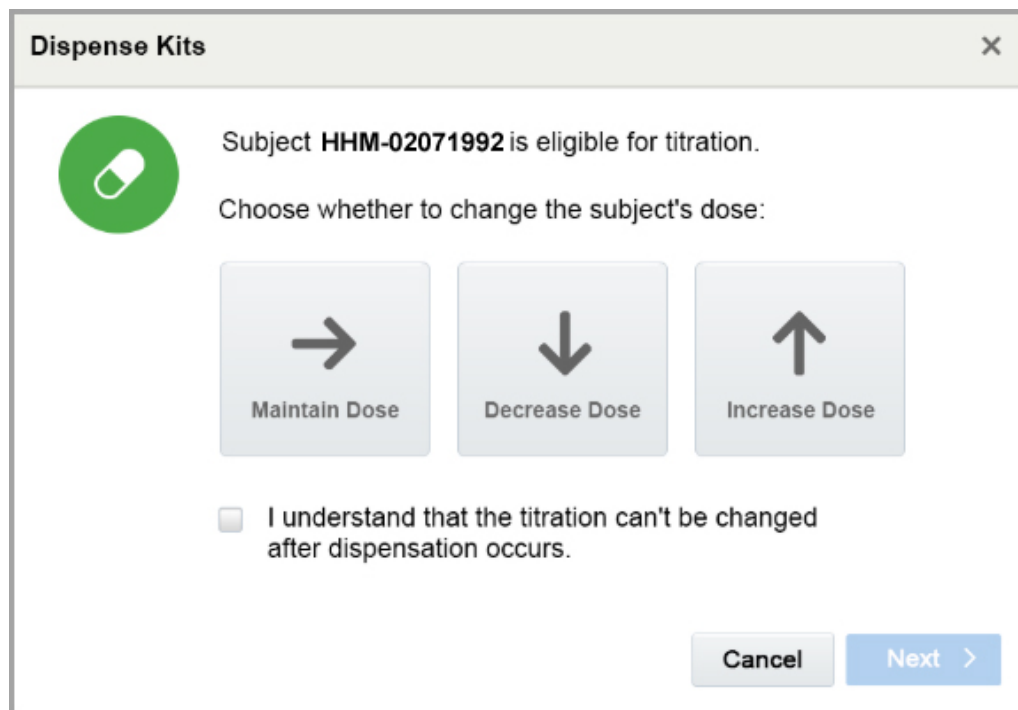 Dispense Kits
Subject HHM-02071992 is eligible for titration.
Choose whether to change the subject's dose:
Maintain Dose
Decrease Dose
Increase Dose
I understand that the titration can't be changed
after dispensation occurs.
Cancel
Next